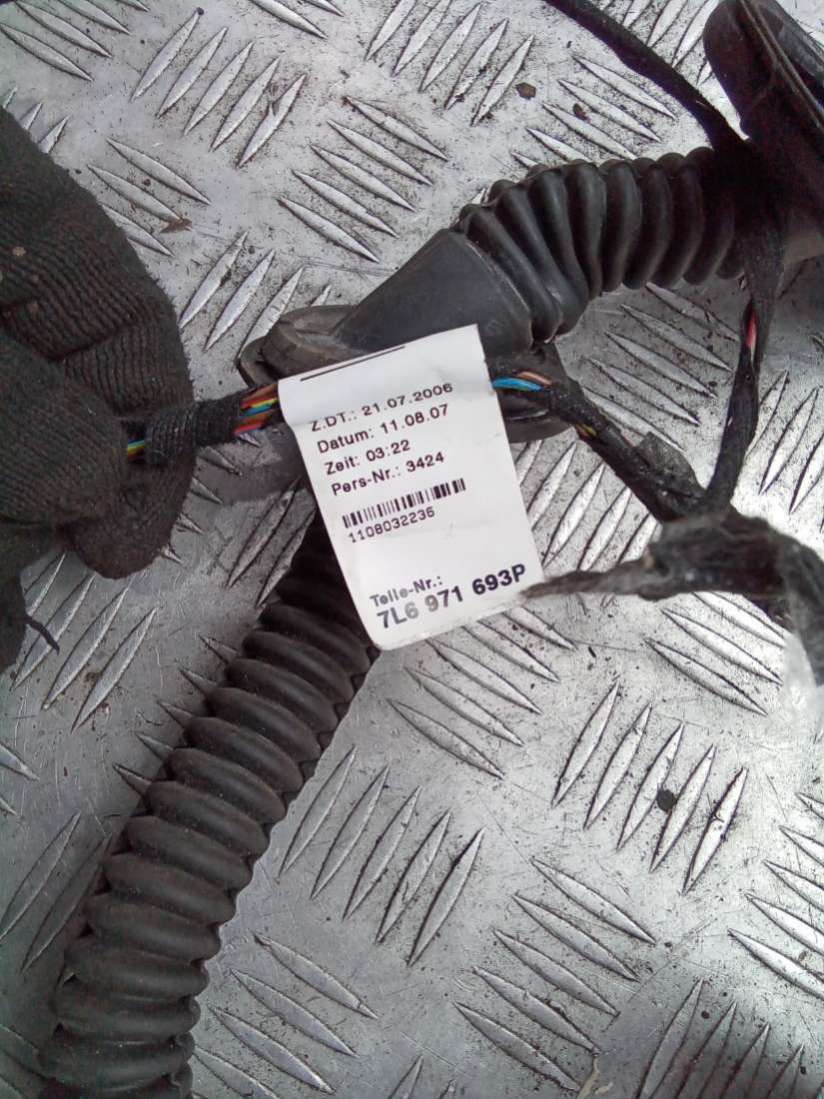 Z.DT.: 21.07.2006
Datum: 11.08.07
Zeit: 03:22
Pers-Nr.: 3424
1108032236
Teile-Nr.:
7L6 971 693P